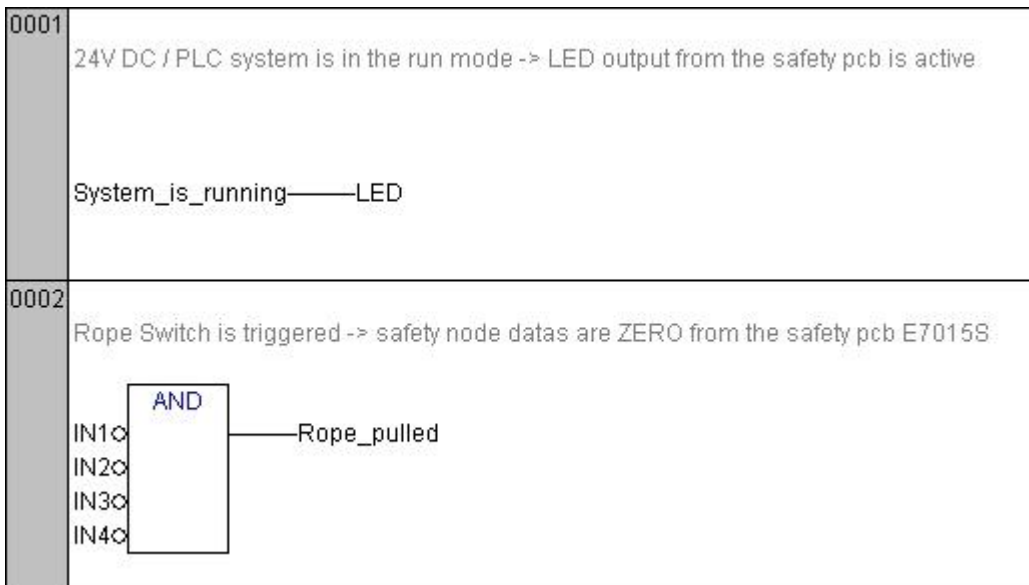 0001
24V DC / PLC system is in the run mode -> LED output from the safety pcb is active
System_is_running LED
0002
Rope Switch is triggered -> safety node datas are ZERO from the safety pcb E7015S
AND
IN1 Rope_pulled
IN2
IN3
IN4